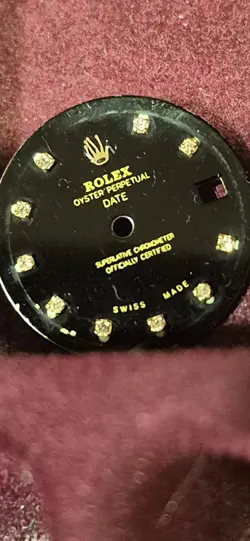 ROLEX
OYSTER PERPETUAL
DATE
SUPERLATIVE CHRONOMETER
OFFICIALLY CERTIFIED
SWISS MADE